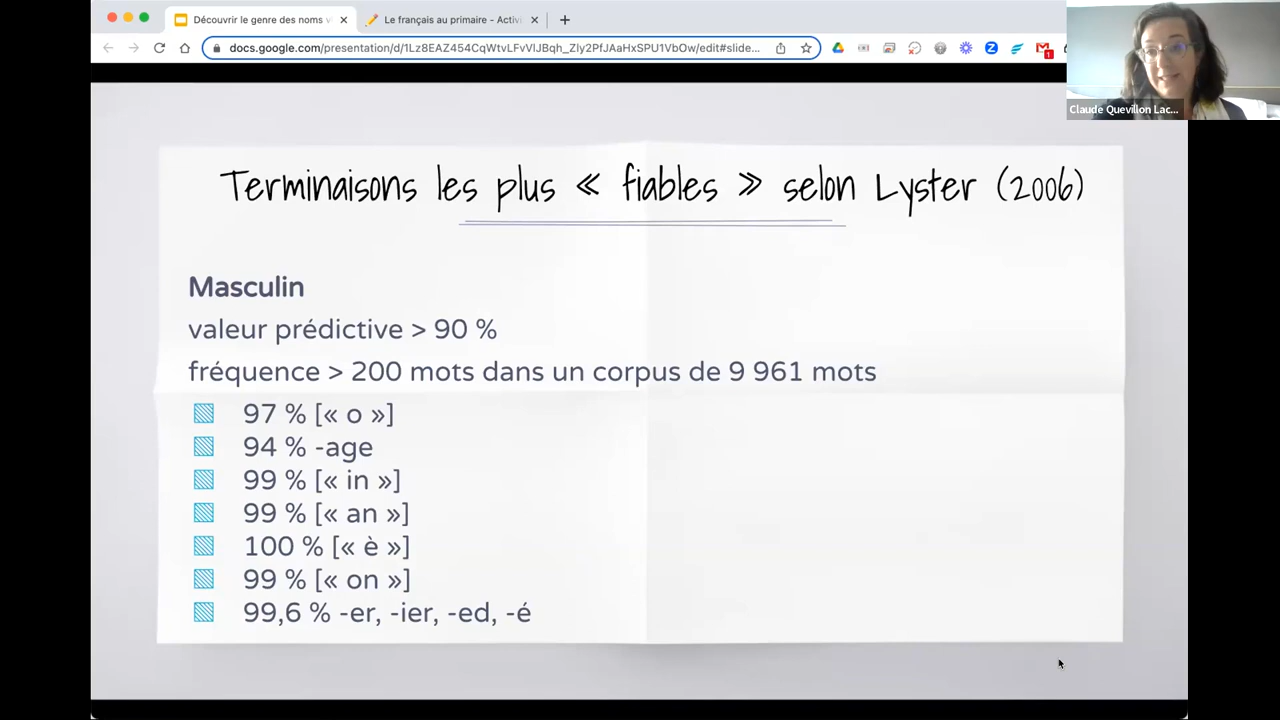 Découvrir le genre des noms
Le français au primaire - Activi
docs.google.com/presentation/d/1Lz8EAZ454CqWtvLFvVlJBqh_Zly2PfJAaHxSPU1VbOw/edit#slide...
Claude Quevillon Lac...
Terminaisons les plus « fiables » selon Lyster (2006)
Masculin
valeur prédictive > 90 %
fréquence > 200 mots dans un corpus de 9 961 mots
97 % [« o »]
94 % -age
99 % [« in »]
99 % [« an »]
100 % [« è »]
99 % [« on »]
99,6 % -er, -ier, -ed, -é